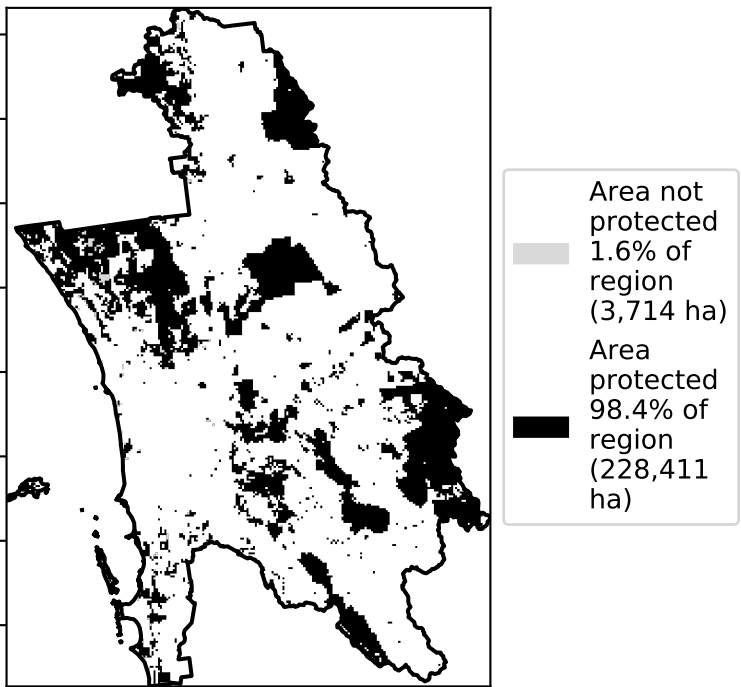 Area not
protected
1.6% of
region
(3,714 ha)
Area
protected
98.4% of
region
(228,411
ha)